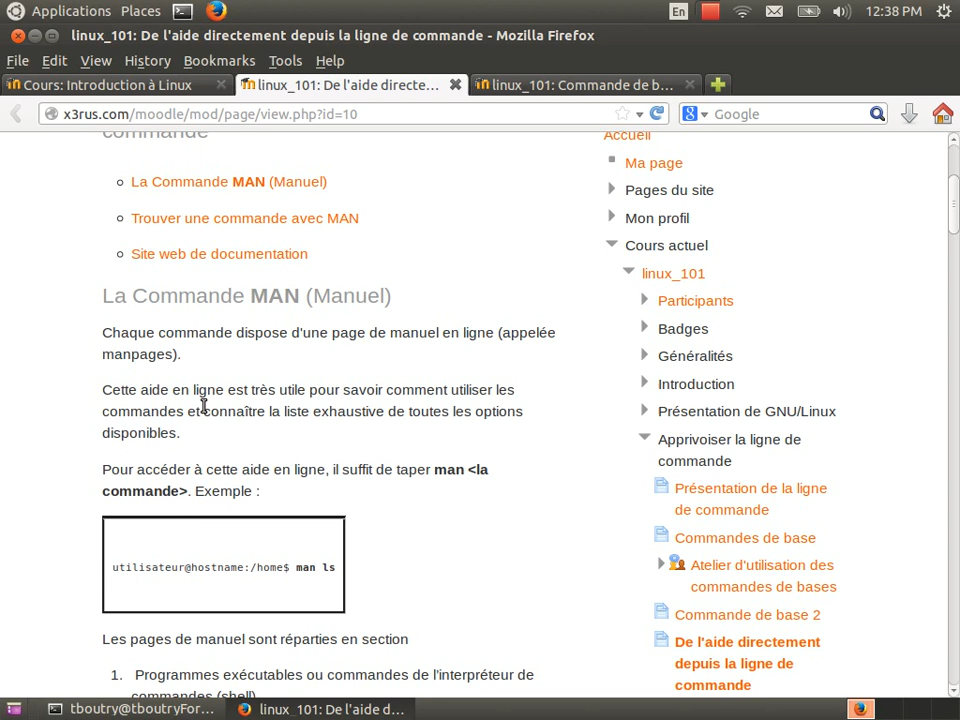 Applications Places En 12:38 PM
linux_101: De l'aide directement depuis la ligne de commande - Mozilla Firefox
File Edit View History Bookmarks Tools Help
Cours: Introduction à Linux linux_101: De l'aide directe... linux_101: Commande de b...
x3rus.com/moodle/mod/page/view.php?id=10 Google
commande
La Commande MAN (Manuel)
Trouver une commande avec MAN
Site web de documentation
La Commande MAN (Manuel)
Chaque commande dispose d'une page de manuel en ligne (appelée
manpages).
Cette aide en ligne est très utile pour savoir comment utiliser les
commandes et connaître la liste exhaustive de toutes les options
disponibles.
Pour accéder à cette aide en ligne, il suffit de taper man <la
commande>. Exemple :
utilisateur@hostname:/home$ man ls
Les pages de manuel sont réparties en section
1. Programmes exécutables ou commandes de l'interpréteur de
commandes (shell)
Accueil
Ma page
Pages du site
Mon profil
Cours actuel
linux_101
Participants
Badges
Généralités
Introduction
Présentation de GNU/Linux
Apprivoiser la ligne de
commande
Présentation de la ligne
de commande
Commandes de base
Atelier d'utilisation des
commandes de bases
Commande de base 2
De l'aide directement
depuis la ligne de
commande
tboutry@tboutryFor... linux_101: De l'aide d...